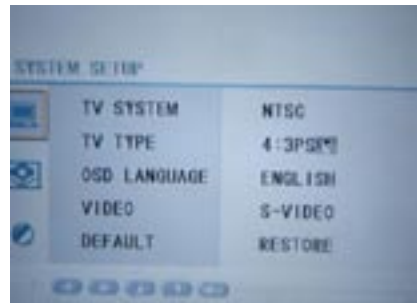 SYSTEM SETUP
TV SYSTEM NTSC
TV TYPE 4:3PS
OSD LANGUAGE ENGLISH
VIDEO S-VIDEO
DEFAULT RESTORE